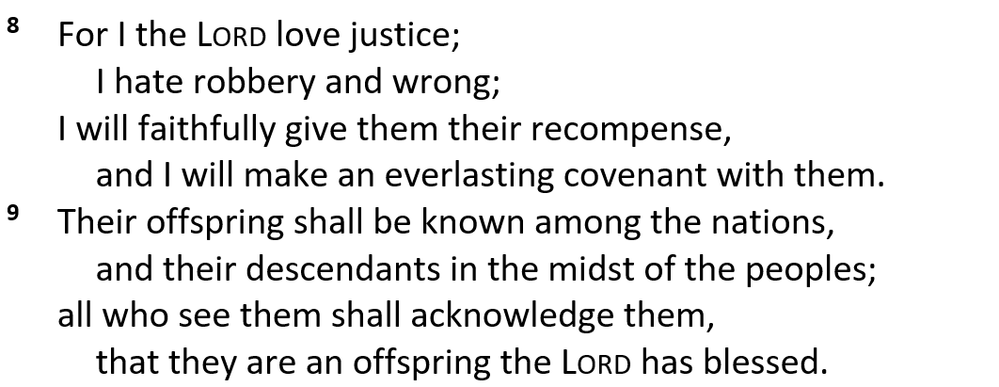 8 For I the LORD love justice;
I hate robbery and wrong;
I will faithfully give them their recompense,
and I will make an everlasting covenant with them.
9 Their offspring shall be known among the nations,
and their descendants in the midst of the peoples;
all who see them shall acknowledge them,
that they are an offspring the LORD has blessed.